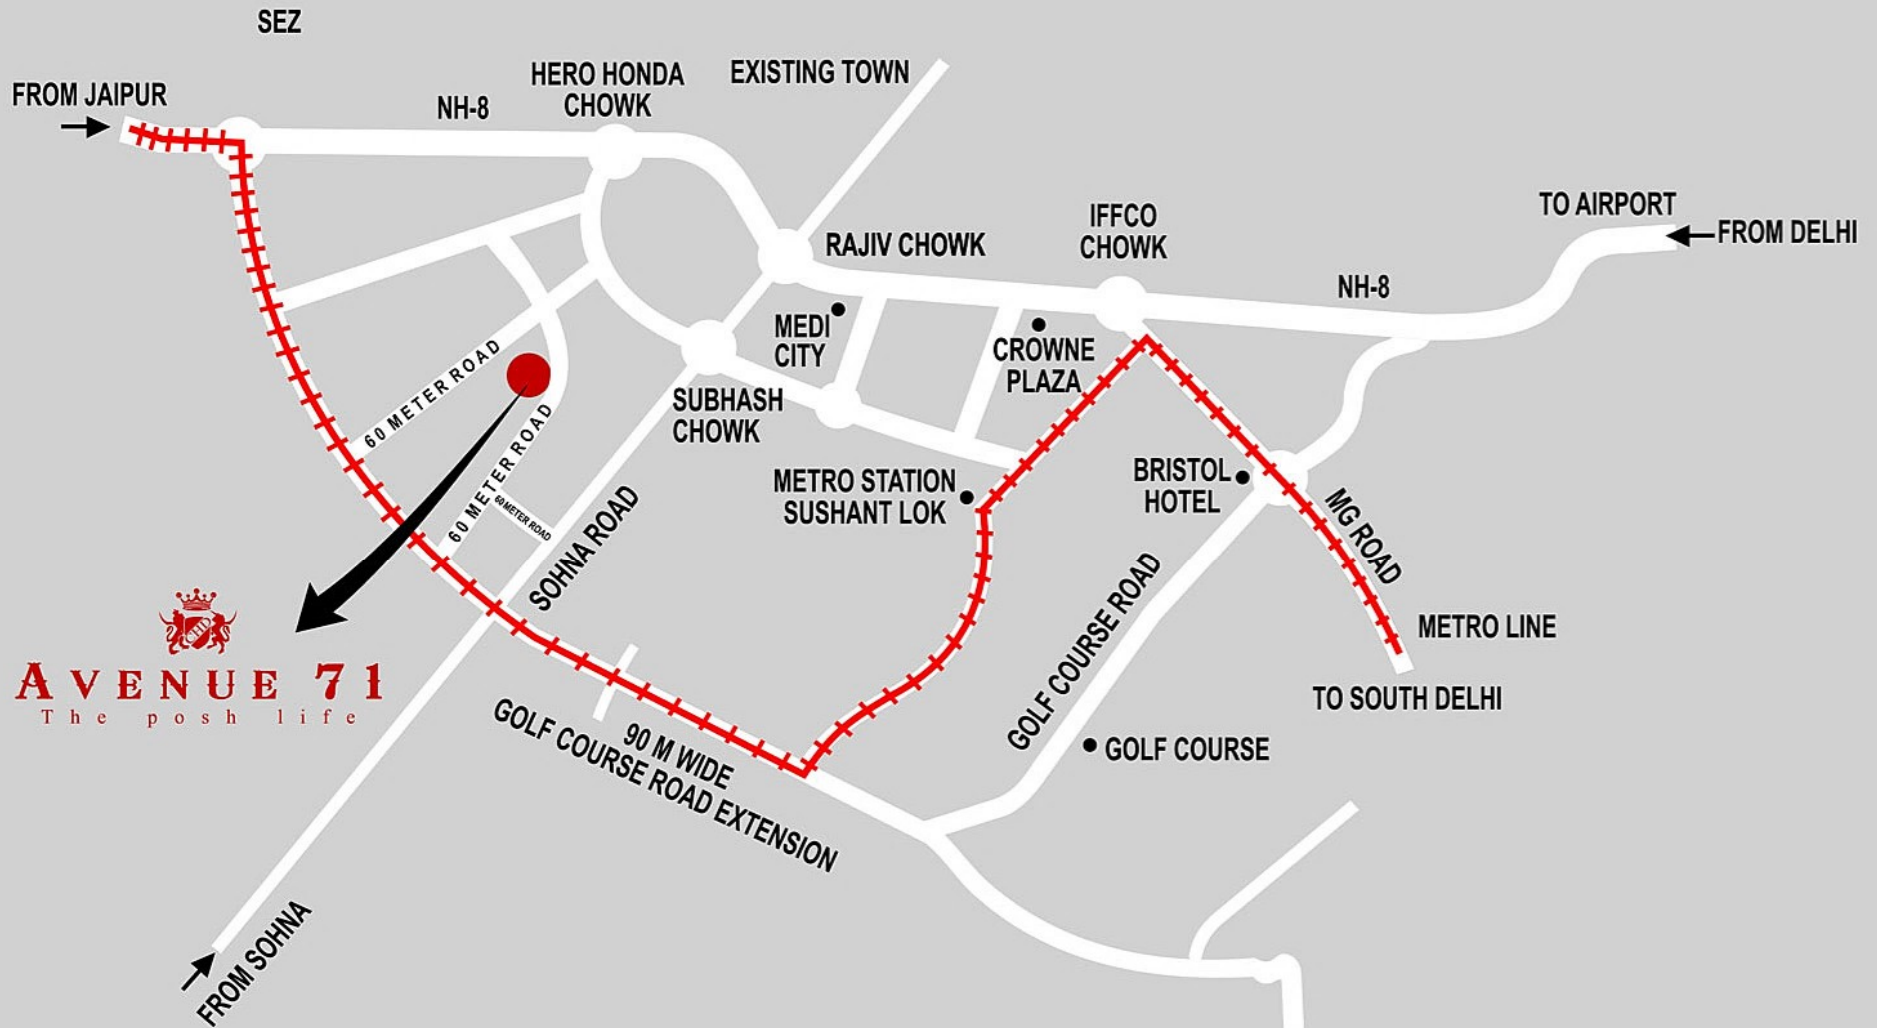 SEZ
FROM JAIPUR
NH-8
HERO HONDA
CHOWK
EXISTING TOWN
RAJIV CHOWK
IFFCO
CHOWK
TO AIRPORT
FROM DELHI
NH-8
MEDI
CITY
CROWNE
PLAZA
60 METER ROAD
60 METER ROAD
60 METER ROAD
SUBHASH
CHOWK
METRO STATION
SUSHANT LOK
BRISTOL
HOTEL
MG ROAD
SOHNA ROAD
GOLF COURSE ROAD
METRO LINE
TO SOUTH DELHI
CHD
AVENUE 71
The posh life
90 M WIDE
GOLF COURSE ROAD EXTENSION
GOLF COURSE
FROM SOHNA